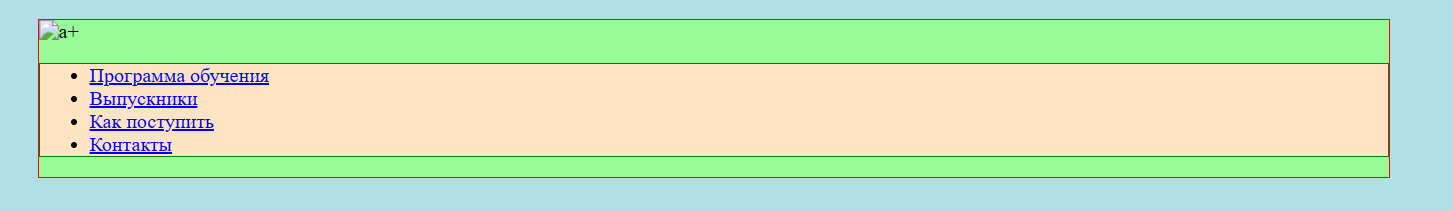 a+
Программа обучения
Выпускники
Как поступить
Контакты